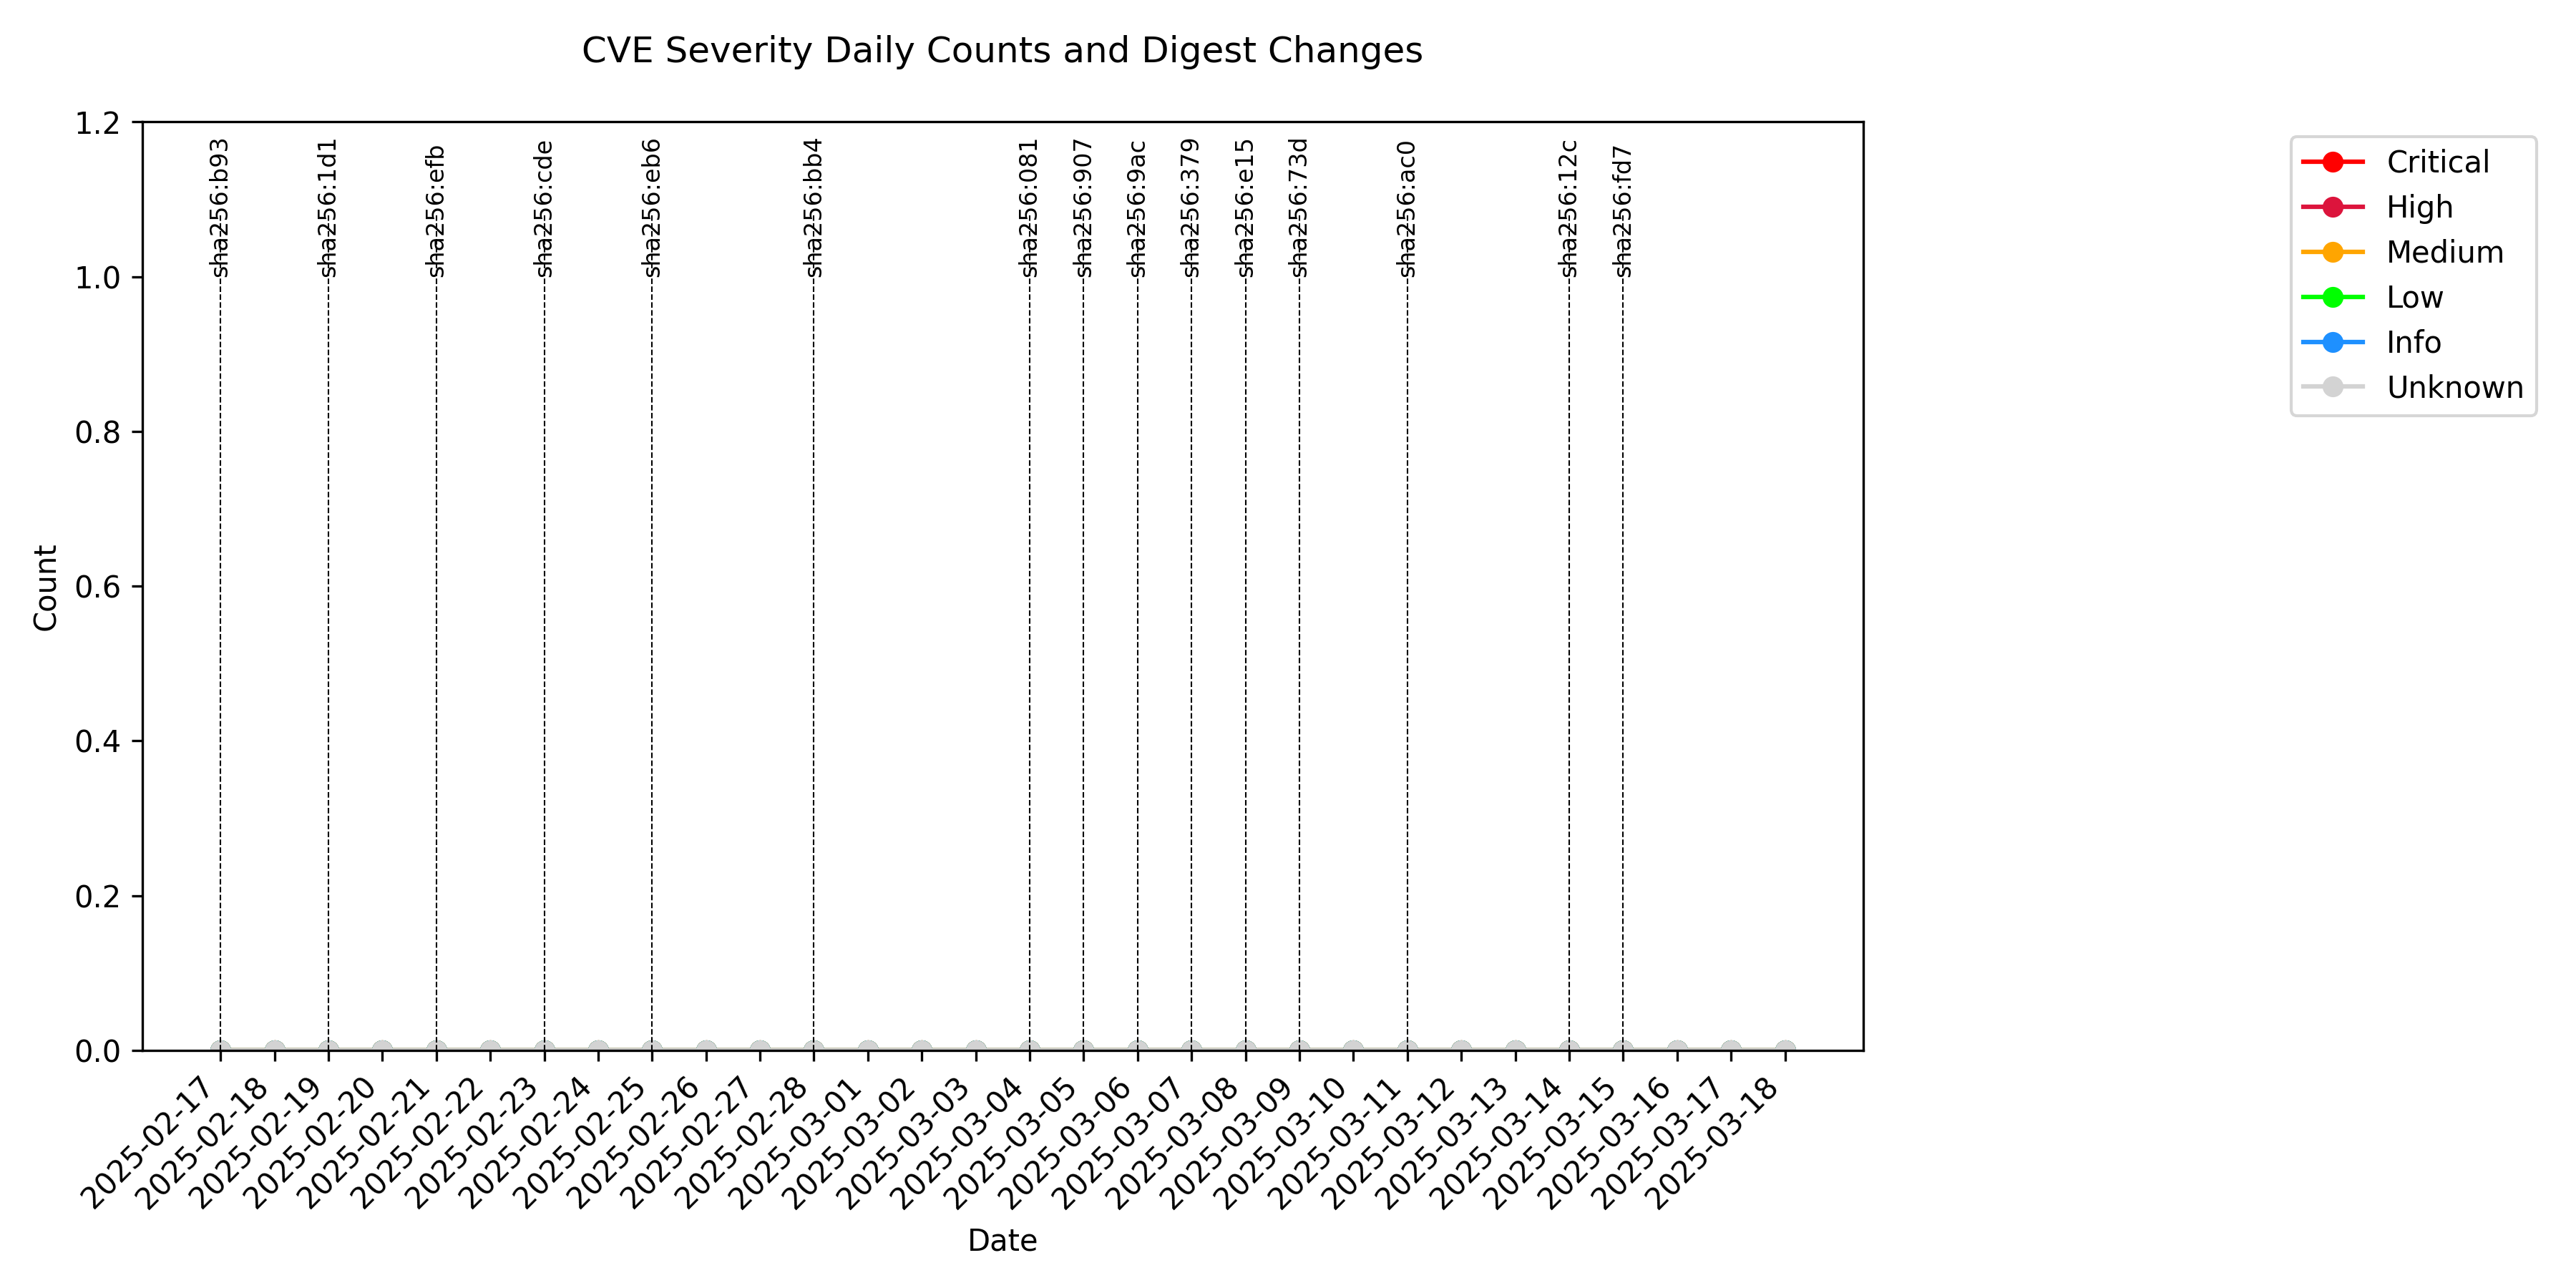 CVE Severity Daily Counts and Digest Changes
1.2
1.0
0.8
0.6
0.4
0.2
0.0
Count
sha256:b93
sha256:1d1
sha256:efb
sha256:cde
sha256:eb6
sha256:bb4
sha256:081
sha256:907
sha256:9ac
sha256:379
sha256:e15
sha256:73d
sha256:ac0
sha256:12c
sha256:fd7
2025-02-17
2025-02-18
2025-02-19
2025-02-20
2025-02-21
2025-02-22
2025-02-23
2025-02-24
2025-02-25
2025-02-26
2025-02-27
2025-02-28
2025-03-01
2025-03-02
2025-03-03
2025-03-04
2025-03-05
2025-03-06
2025-03-07
2025-03-08
2025-03-09
2025-03-10
2025-03-11
2025-03-12
2025-03-13
2025-03-14
2025-03-15
2025-03-16
2025-03-17
2025-03-18
Date
Critical
High
Medium
Low
Info
Unknown